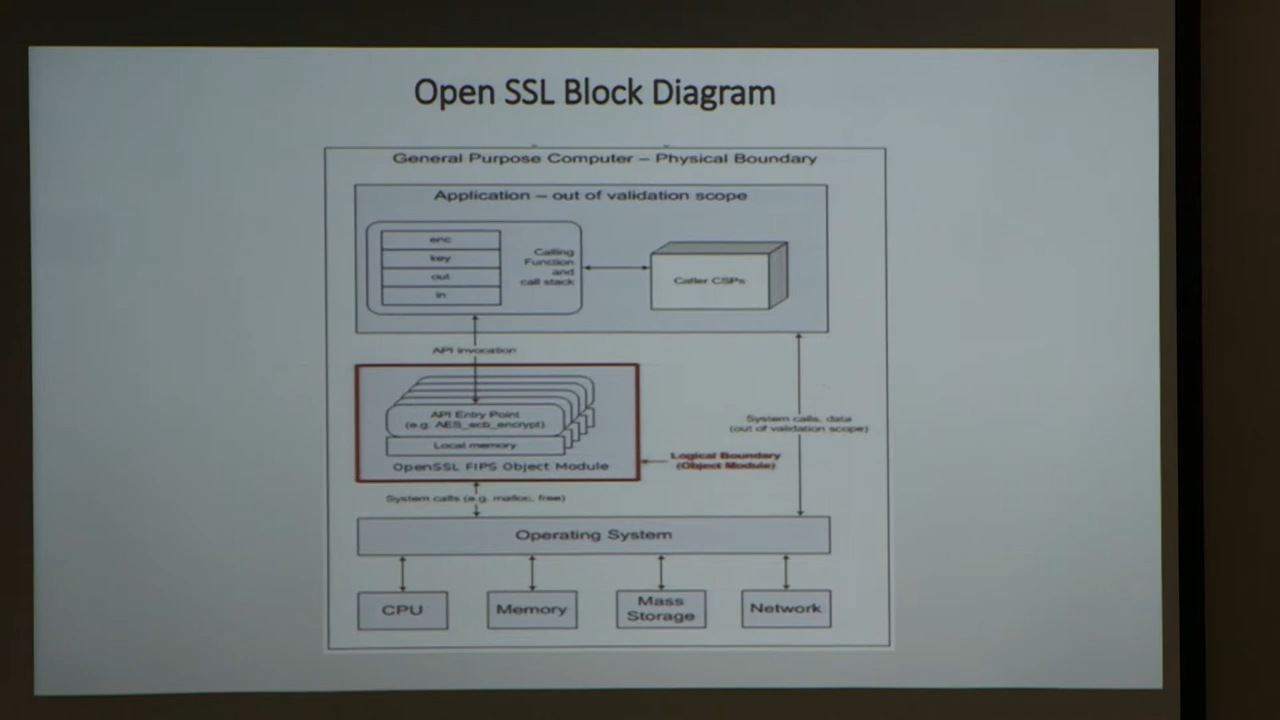 Open SSL Block Diagram
General Purpose Computer – Physical Boundary
Application – out of validation scope
enc
key
out
in
Calling
Function
and
call stack
Caller CSPs
API Invocation
API Entry Point
(e.g. AES_ecb_encrypt)
Local memory
OpenSSL FIPS Object Module
System calls, data
(out of validation scope)
Logical Boundary
(Object Module)
System calls (e.g. malloc, free)
Operating System
CPU
Memory
Mass
Storage
Network